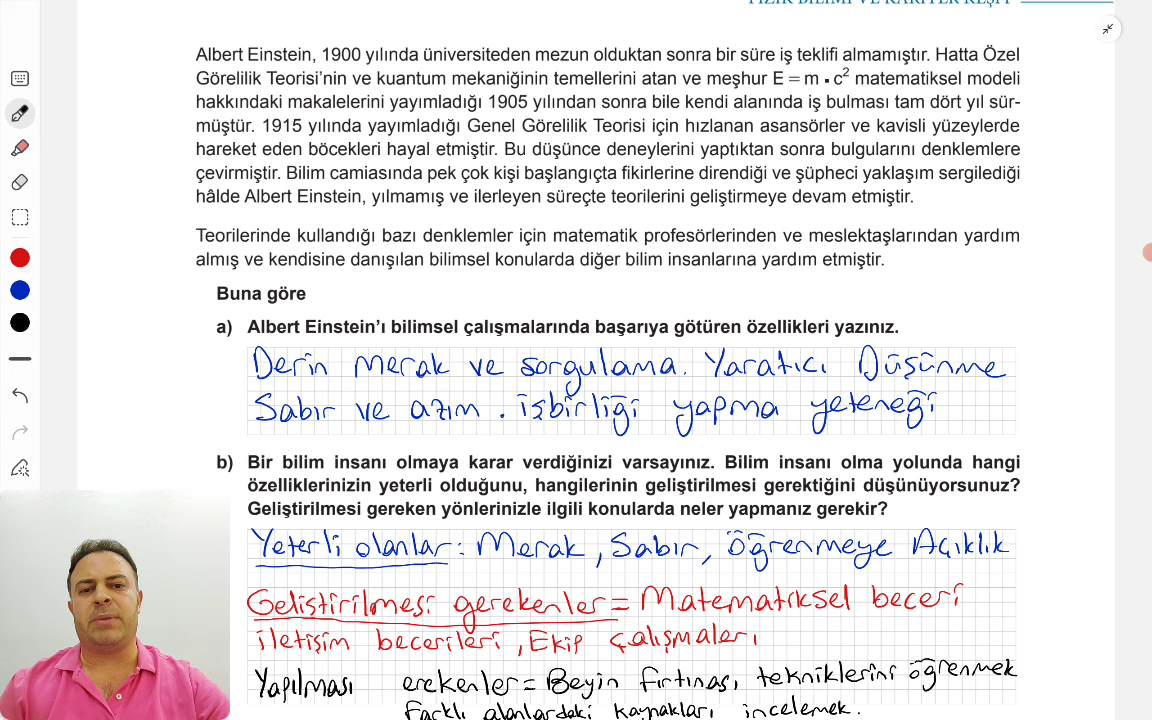 FİZİK BİLİMİ VE KARİYER KEŞFİ
Albert Einstein, 1900 yılında üniversiteden mezun olduktan sonra bir süre iş teklifi almamıştır. Hatta Özel
Görelilik Teorisi’nin ve kuantum mekaniğinin temellerini atan ve meşhur E = m . c² matematiksel modeli
hakkındaki makalelerini yayımladığı 1905 yılından sonra bile kendi alanında iş bulması tam dört yıl sür-
müştür. 1915 yılında yayımladığı Genel Görelilik Teorisi için hızlanan asansörler ve kavisli yüzeylerde
hareket eden böcekleri hayal etmiştir. Bu düşünce deneylerini yaptıktan sonra bulgularını denklemlere
çevirmiştir. Bilim camiasında pek çok kişi başlangıçta fikirlerine direndiği ve şüpheci yaklaşım sergilediği
hâlde Albert Einstein, yılmamış ve ilerleyen süreçte teorilerini geliştirmeye devam etmiştir.
Teorilerinde kullandığı bazı denklemler için matematik profesörlerinden ve meslektaşlarından yardım
almış ve kendisine danışılan bilimsel konularda diğer bilim insanlarına yardım etmiştir.
Buna göre
a) Albert Einstein’ı bilimsel çalışmalarında başarıya götüren özellikleri yazınız.
Derin Merak ve sorgulama. Yaratıcı Düşünme
Sabır ve azım . işbirliği yapma yeteneği
b) Bir bilim insanı olmaya karar verdiğinizi varsayınız. Bilim insanı olma yolunda hangi
özelliklerinizin yeterli olduğunu, hangilerinin geliştirilmesi gerektiğini düşünüyorsunuz?
Geliştirilmesi gereken yönlerinizle ilgili konularda neler yapmanız gerekir?
Yeterli olanlar : Merak , Sabır, öğrenmeye Açıklık
Geliştirilmesi gerekenler = Matematiksel beceri
iletişim becerileri , Ekip çalışmaları
Yapılması erekenler = Beyin fırtınası, tekniklerini öğrenmek
farklı alanlardaki kaynakları incelemek.